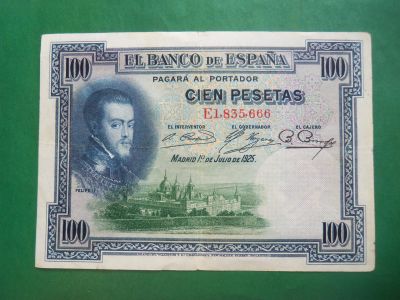 EL BANCO DE ESPAÑA
100 100
PAGARÁ AL PORTADOR
CIEN PESETAS
E1,835,666
EL INTERVENTOR EL GOBERNADOR EL CAJERO
MADRID 1º DE JULIO DE 1925.
FELIPE II
100 100